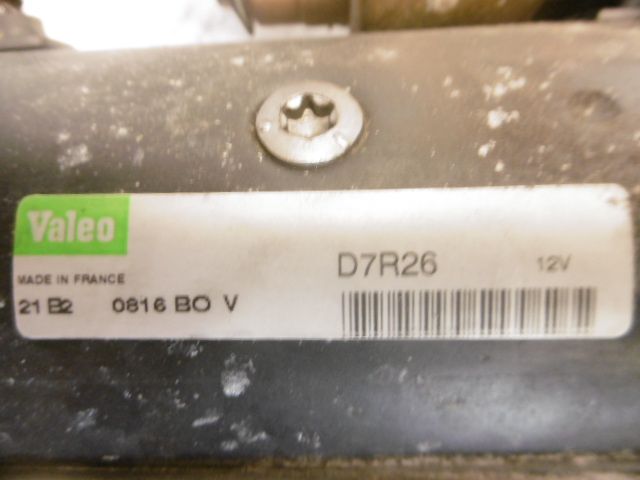 Valeo
D7R26 12V
MADE IN FRANCE
21 B2 0816 BO V